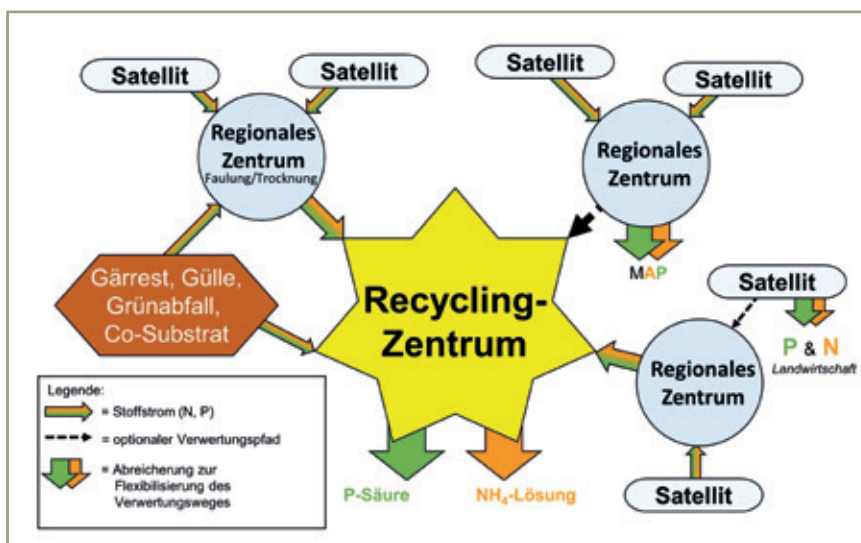 Satellit
Satellit
Regionales
Zentrum
Faulung/Trocknung
Satellit
Satellit
Regionales
Zentrum
MAP
Gärrest, Gülle,
Grünabfall,
Co-Substrat
Recycling-
Zentrum
Satellit
P & N
Landwirtschaft
Regionales
Zentrum
Satellit
P-Säure
NH₄-Lösung
Legende:
= Stoffstrom (N, P)
= optionaler Verwertungspfad
= Abreicherung zur
Flexibilisierung des
Verwertungsweges